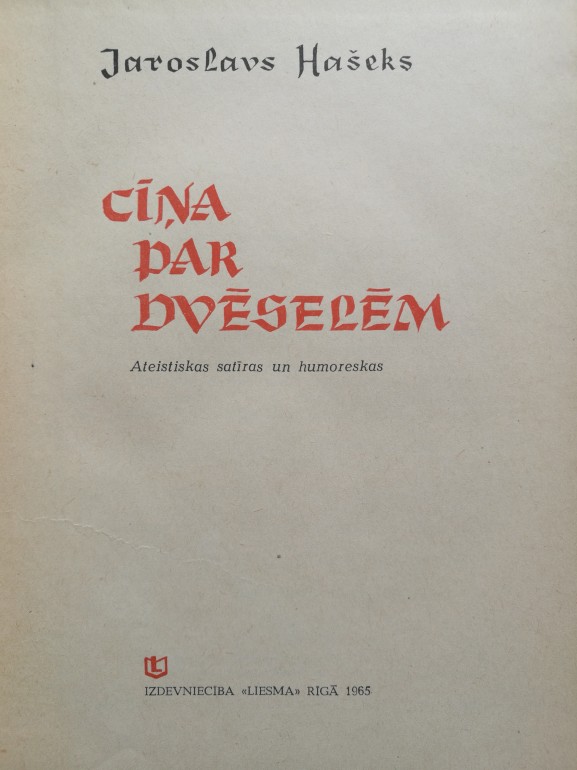 Jaroslavs Hašeks
CĪŅA
PAR
DVĒSELĒM
Ateistiskas satīras un humoreskas
IZDEVNIECĪBA «LIESMA» RĪGĀ 1965